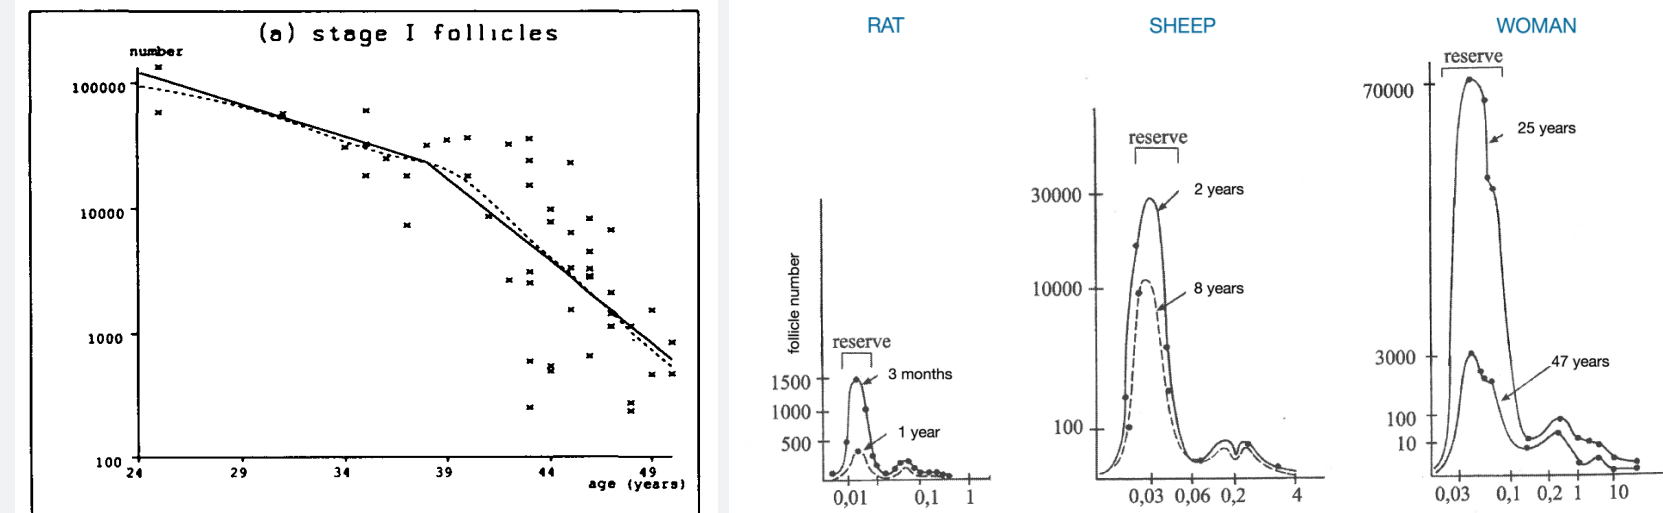 (a) stage I follicles
number
100000
10000
1000
100
24 29 34 39 44 49
age (years)
RAT
follicle number
reserve
1500
1000
500
3 months
1 year
0,01 0,1 1
SHEEP
reserve
30000
10000
100
2 years
8 years
0,03 0,06 0,2 4
WOMAN
reserve
70000
3000
100
10
25 years
47 years
0,03 0,1 0,2 1 10